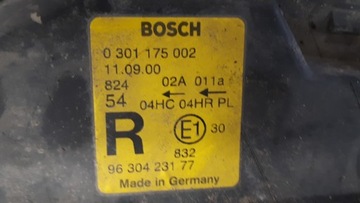 BOSCH
0 301 175 002
11.09.00
824 02A 011a
54 04HC 04HR PL
R E1 30
832
96 304 231 77
Made in Germany